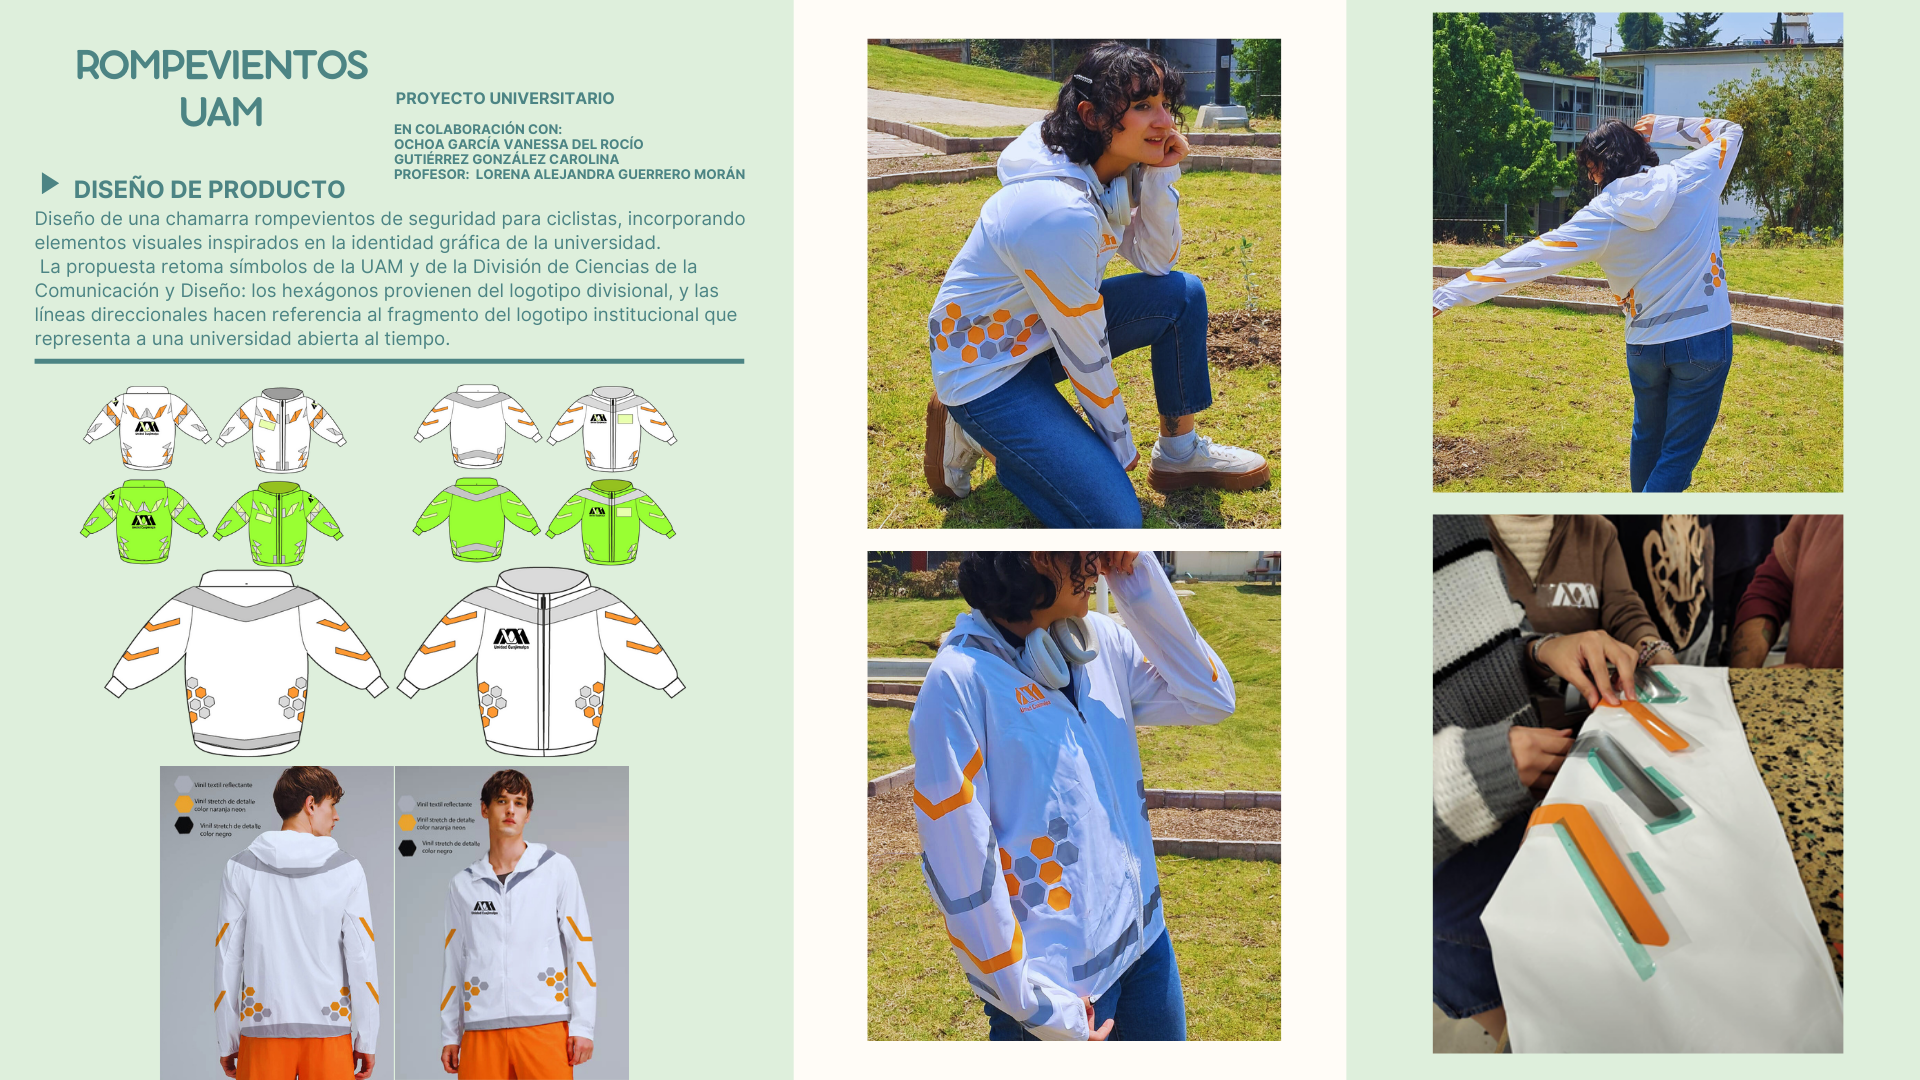 ROMPEVIENTOS
UAM
PROYECTO UNIVERSITARIO
EN COLABORACIÓN CON:
OCHOA GARCÍA VANESSA DEL ROCÍO
GUTIÉRREZ GONZÁLEZ CAROLINA
PROFESOR: LORENA ALEJANDRA GUERRERO MORÁN
DISEÑO DE PRODUCTO
Diseño de una chamarra rompevientos de seguridad para ciclistas, incorporando
elementos visuales inspirados en la identidad gráfica de la universidad.
La propuesta retoma símbolos de la UAM y de la División de Ciencias de la
Comunicación y Diseño: los hexágonos provienen del logotipo divisional, y las
líneas direccionales hacen referencia al fragmento del logotipo institucional que
representa a una universidad abierta al tiempo.
Unidad Cuajimalpa
Vinil textil reflectante
Vinil stretch de detalle
color naranja neon
Vinil stretch de detalle
color negro
Vinil textil reflectante
Vinil stretch de detalle
color naranja neon
Vinil stretch de detalle
color negro
Unidad Cuajimalpa